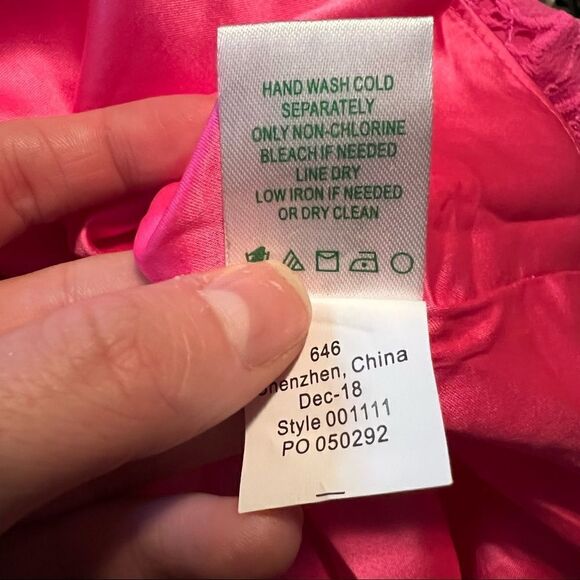 HAND WASH COLD
SEPARATELY
ONLY NON-CHLORINE
BLEACH IF NEEDED
LINE DRY
LOW IRON IF NEEDED
OR DRY CLEAN
646
Shenzhen, China
Dec-18
Style 001111
PO 050292